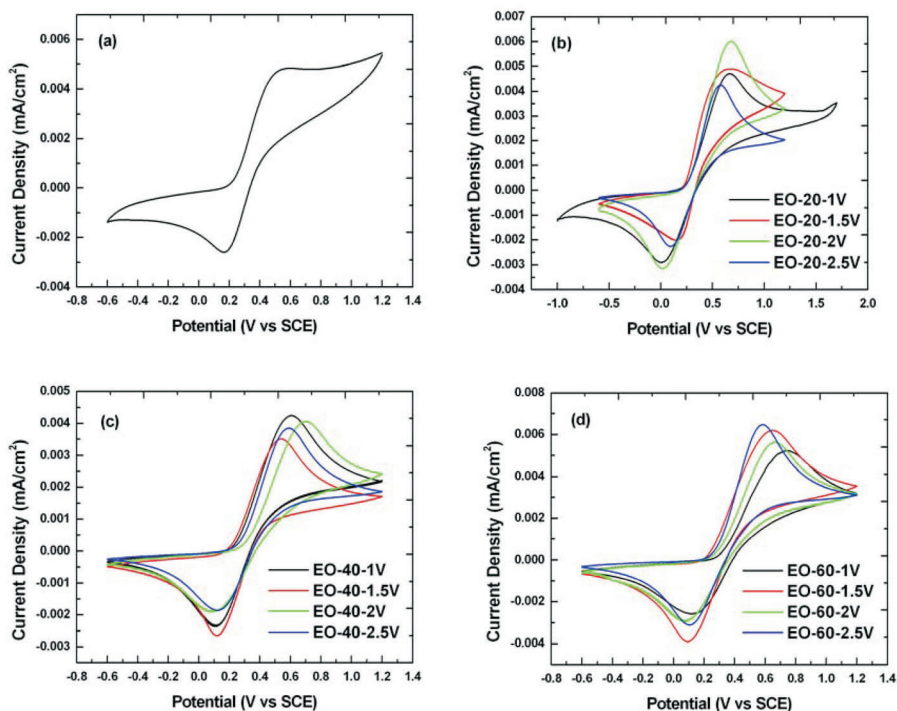 (a)
Current Density (mA/cm²)
0.006
0.004
0.002
0.000
-0.002
-0.004
-0.8 -0.6 -0.4 -0.2 0.0 0.2 0.4 0.6 0.8 1.0 1.2 1.4
Potential (V vs SCE)
(b)
Current Density (mA/cm²)
0.007
0.006
0.005
0.004
0.003
0.002
0.001
0.000
-0.001
-0.002
-0.003
-0.004
EO-20-1V
EO-20-1.5V
EO-20-2V
EO-20-2.5V
-1.0 -0.5 0.0 0.5 1.0 1.5 2.0
Potential (V vs SCE)
(c)
Current Density (mA/cm²)
0.005
0.004
0.003
0.002
0.001
0.000
-0.001
-0.002
-0.003
EO-40-1V
EO-40-1.5V
EO-40-2V
EO-40-2.5V
-0.8 -0.6 -0.4 -0.2 0.0 0.2 0.4 0.6 0.8 1.0 1.2 1.4
Potential (V vs SCE)
(d)
Current Density (mA/cm²)
0.008
0.006
0.004
0.002
0.000
-0.002
-0.004
EO-60-1V
EO-60-1.5V
EO-60-2V
EO-60-2.5V
-0.8 -0.6 -0.4 -0.2 0.0 0.2 0.4 0.6 0.8 1.0 1.2 1.4
Potential (V vs SCE)